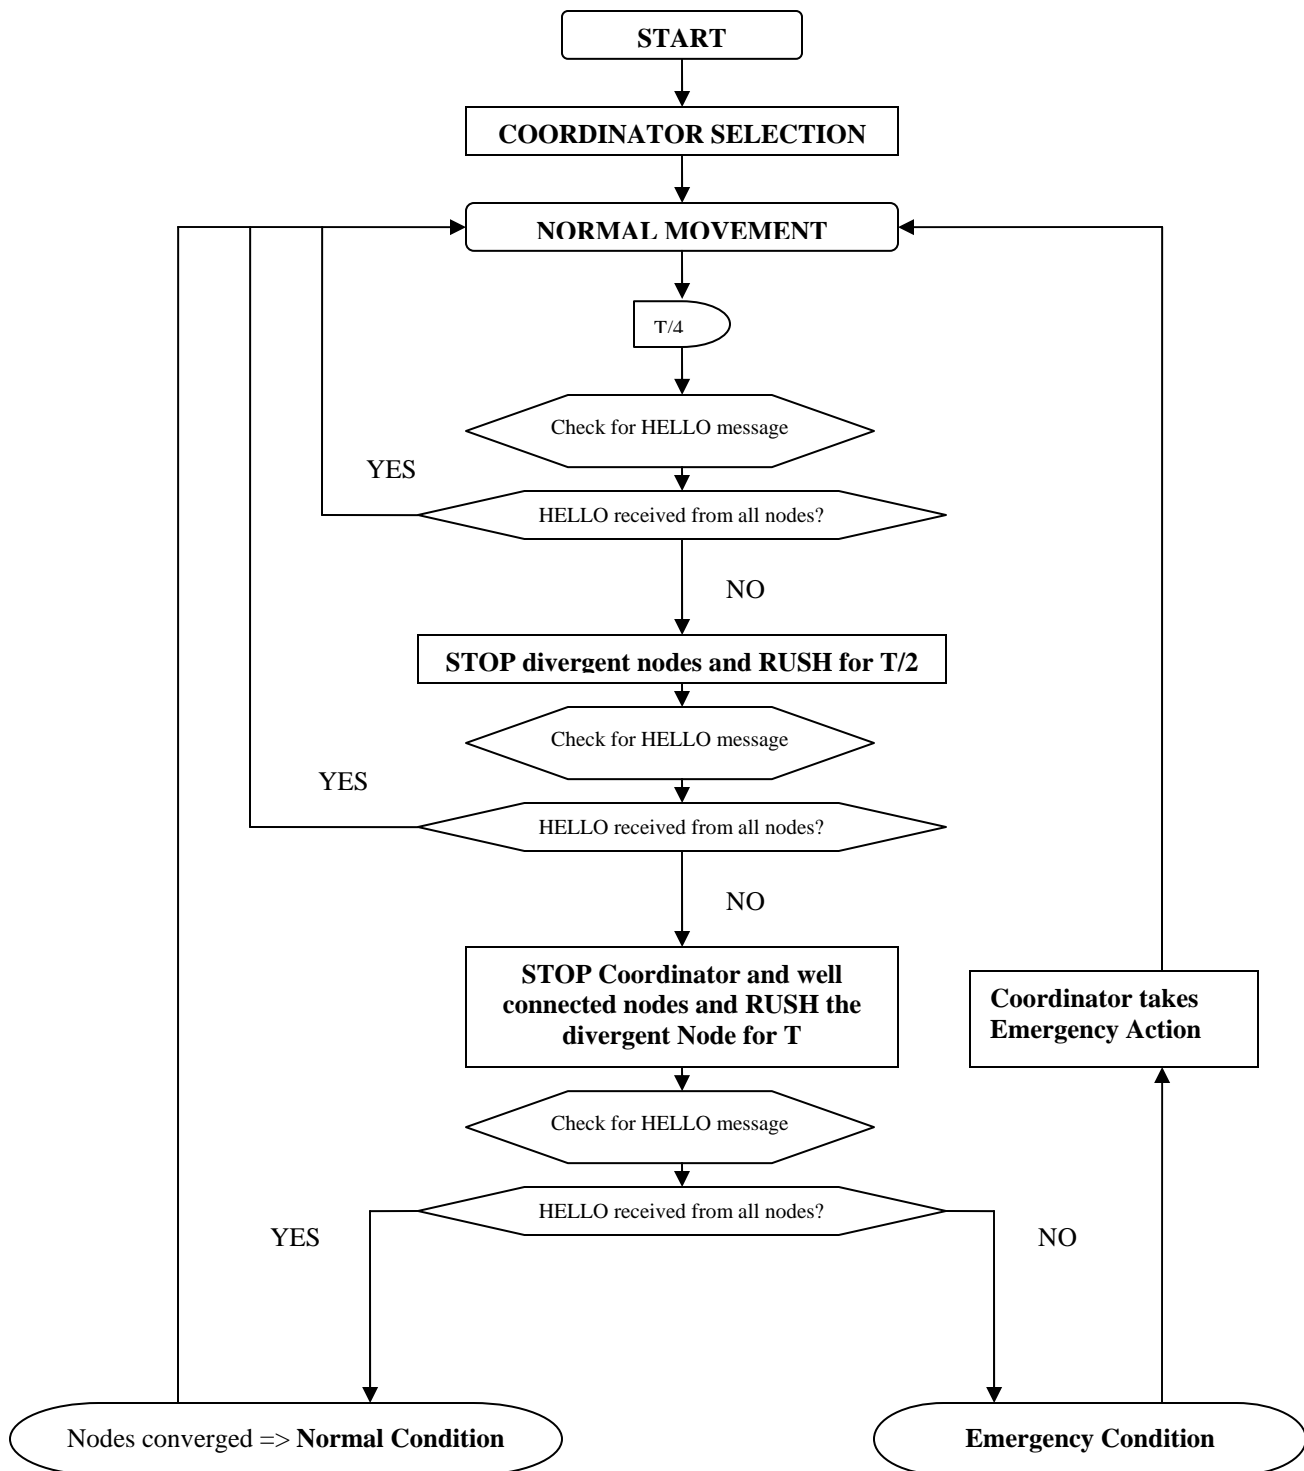 START
COORDINATOR SELECTION
NORMAL MOVEMENT
T/4
Check for HELLO message
YES
HELLO received from all nodes?
NO
STOP divergent nodes and RUSH for T/2
Check for HELLO message
YES
HELLO received from all nodes?
NO
STOP Coordinator and well
connected nodes and RUSH the
divergent Node for T
Coordinator takes
Emergency Action
Check for HELLO message
HELLO received from all nodes?
YES
NO
Nodes converged => Normal Condition
Emergency Condition